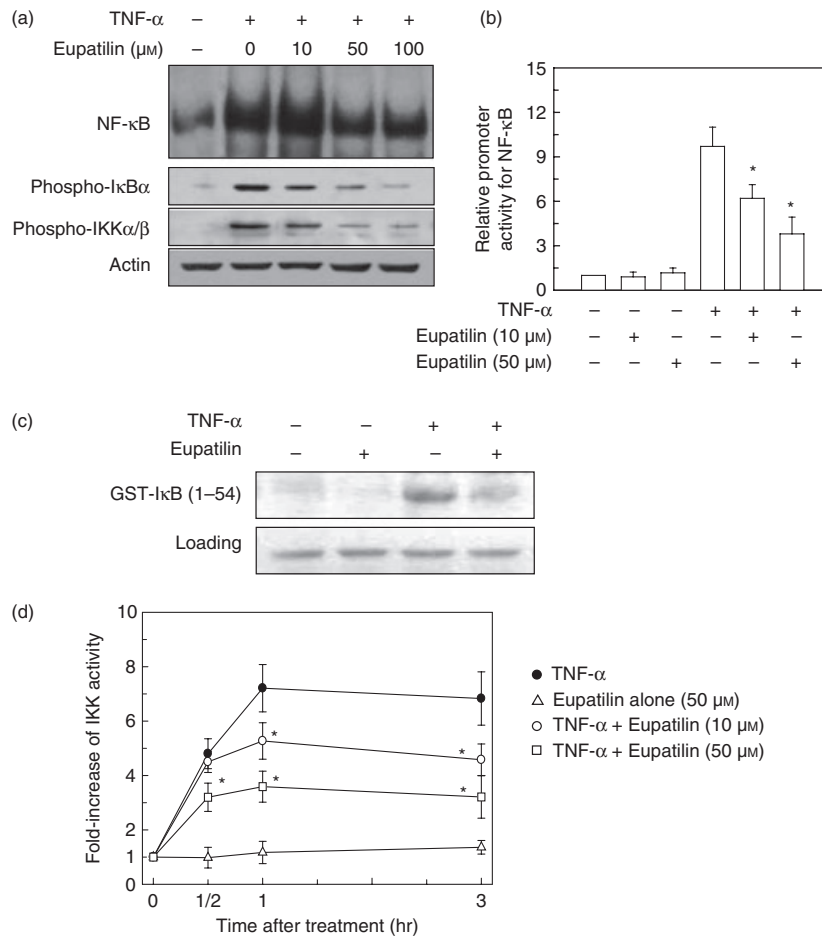 (a)
TNF-α – + + + +
Eupatilin (µM) – 0 10 50 100
NF-κB
Phospho-IκBα
Phospho-IKKα/β
Actin
(b)
Relative promoter
activity for NF-κB
15
12
9
6
3
0
*
*
TNF-α – – – + + +
Eupatilin (10 µM) – + – – + –
Eupatilin (50 µM) – – + – – +
(c)
TNF-α – – + +
Eupatilin – + – +
GST-IκB (1–54)
Loading
(d)
Fold-increase of IKK activity
10
8
6
4
2
1
0
* * *
* *
0 1/2 1 3
Time after treatment (hr)
TNF-α
Eupatilin alone (50 µM)
TNF-α + Eupatilin (10 µM)
TNF-α + Eupatilin (50 µM)